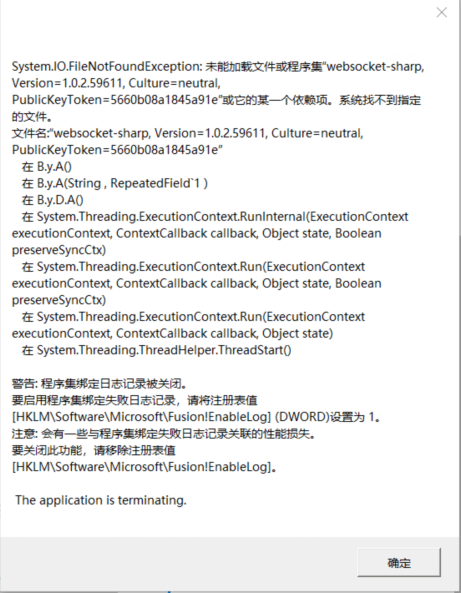 System.IO.FileNotFoundException: 未能加载文件或程序集"websocket-sharp,
Version=1.0.2.59611, Culture=neutral,
PublicKeyToken=5660b08a1845a91e"或它的某一个依赖项。系统找不到指定
的文件。
文件名:"websocket-sharp, Version=1.0.2.59611, Culture=neutral,
PublicKeyToken=5660b08a1845a91e"
在 B.y.A()
在 B.y.A(String , RepeatedField`1 )
在 B.y.D.A()
在 System.Threading.ExecutionContext.RunInternal(ExecutionContext
executionContext, ContextCallback callback, Object state, Boolean
preserveSyncCtx)
在 System.Threading.ExecutionContext.Run(ExecutionContext
executionContext, ContextCallback callback, Object state, Boolean
preserveSyncCtx)
在 System.Threading.ExecutionContext.Run(ExecutionContext
executionContext, ContextCallback callback, Object state)
在 System.Threading.ThreadHelper.ThreadStart()
警告: 程序集绑定日志记录被关闭。
要启用程序集绑定失败日志记录，请将注册表值
[HKLM\Software\Microsoft\Fusion!EnableLog] (DWORD)设置为 1。
注意: 会有一些与程序集绑定失败日志记录关联的性能损失。
要关闭此功能，请移除注册表值
[HKLM\Software\Microsoft\Fusion!EnableLog]。
The application is terminating.
确定